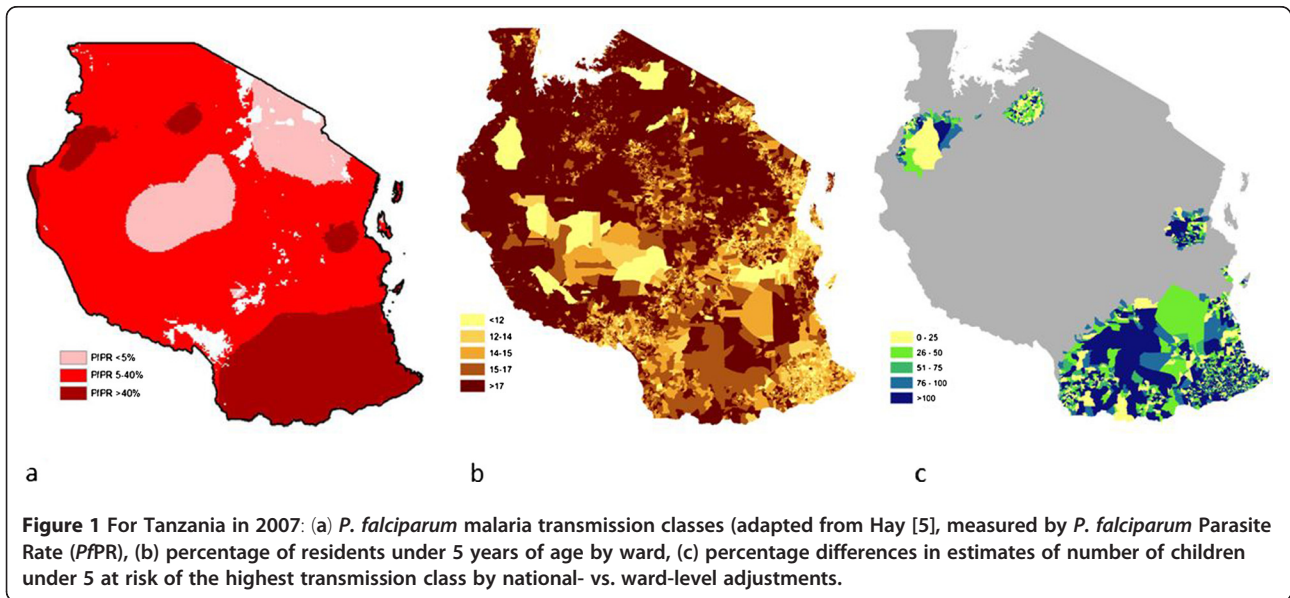 PfPR <5%
PfPR 5-40%
PfPR >40%
a
<12
12-14
14-15
15-17
>17
b
0 - 25
26 - 50
51 - 75
76 - 100
>100
c
Figure 1 For Tanzania in 2007: (a) P. falciparum malaria transmission classes (adapted from Hay [5], measured by P. falciparum Parasite
Rate (PfPR), (b) percentage of residents under 5 years of age by ward, (c) percentage differences in estimates of number of children
under 5 at risk of the highest transmission class by national- vs. ward-level adjustments.